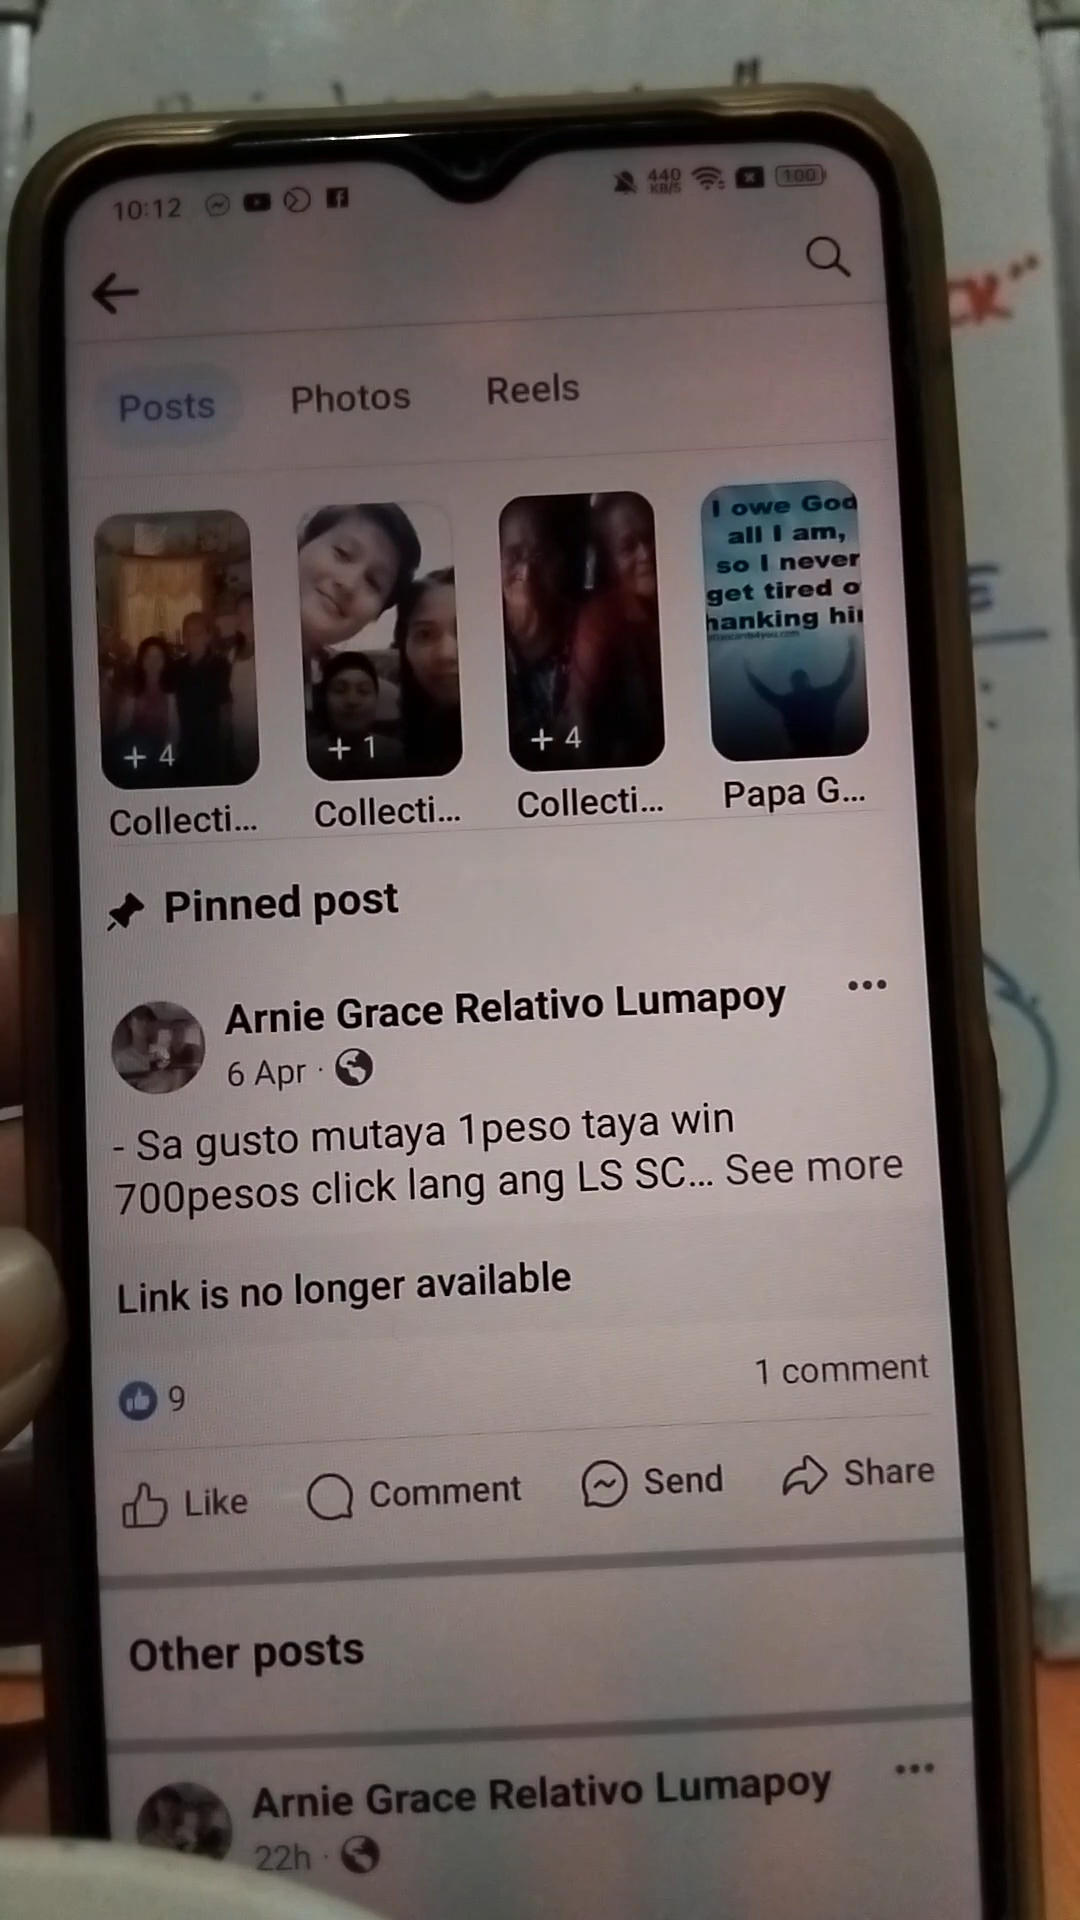 10:12
440
KB/S
100
Posts Photos Reels
I owe God
all I am,
so I never
get tired o
hanking hi
+ 4
+ 1
+ 4
Collecti...
Collecti...
Collecti...
Papa G...
Pinned post
Arnie Grace Relativo Lumapoy
6 Apr ·
- Sa gusto mutaya 1peso taya win
700pesos click lang ang LS SC... See more
Link is no longer available
9
1 comment
Like Comment Send Share
Other posts
Arnie Grace Relativo Lumapoy
22h ·